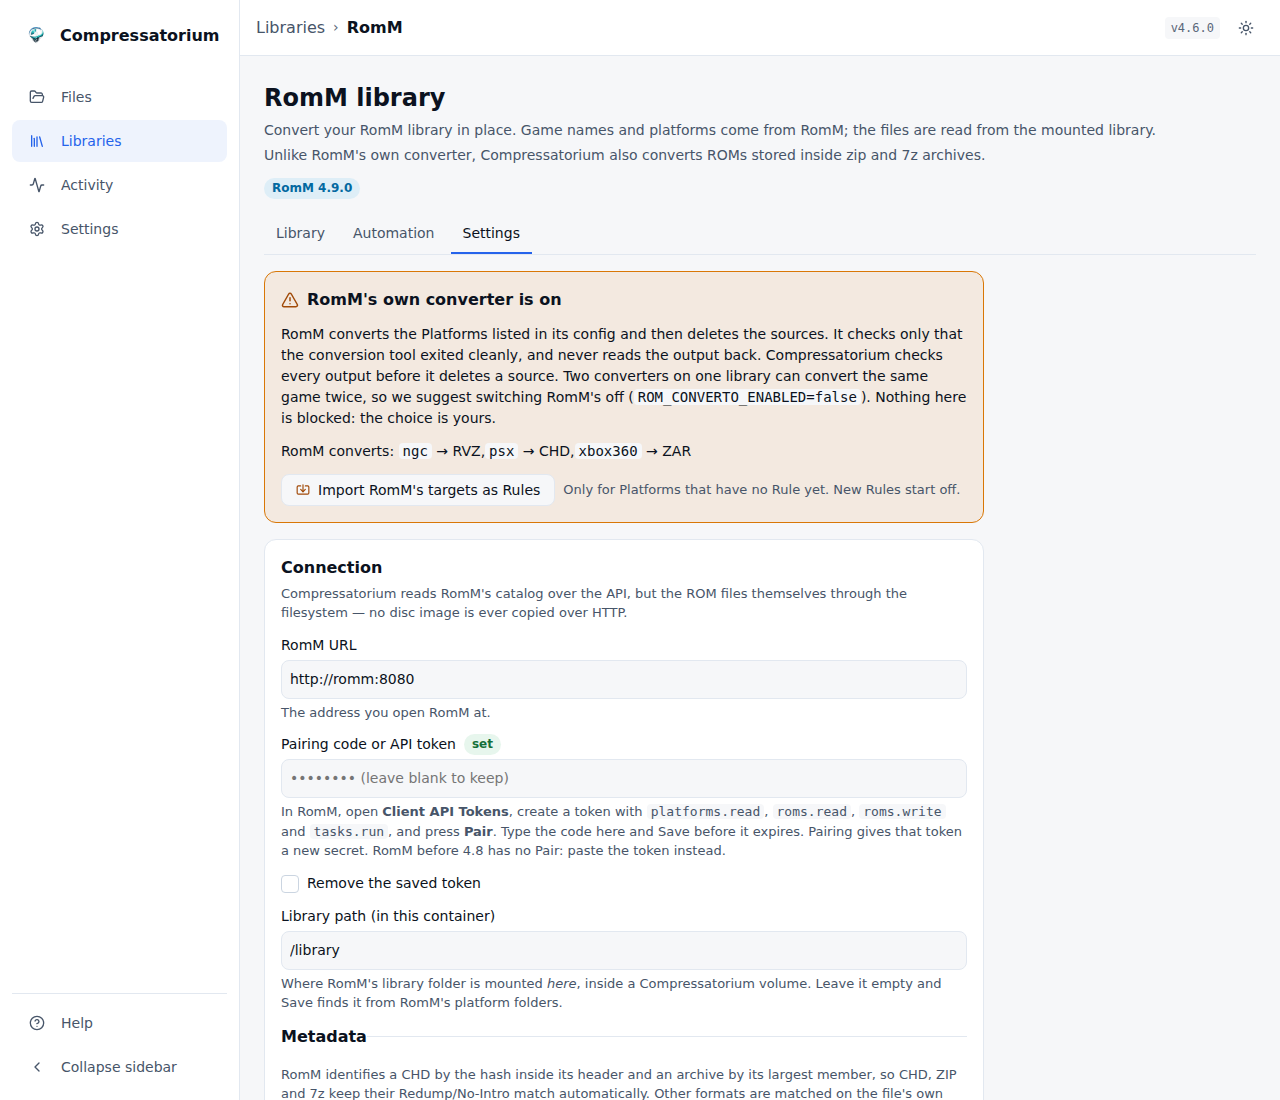 Compressatorium
Files
Libraries
Activity
Settings
Help
Collapse sidebar
Libraries › RomM
v4.6.0
RomM library
Convert your RomM library in place. Game names and platforms come from RomM; the files are read from the mounted library.
Unlike RomM's own converter, Compressatorium also converts ROMs stored inside zip and 7z archives.
RomM 4.9.0
Library Automation Settings
RomM's own converter is on
RomM converts the Platforms listed in its config and then deletes the sources. It checks only that
the conversion tool exited cleanly, and never reads the output back. Compressatorium checks
every output before it deletes a source. Two converters on one library can convert the same
game twice, so we suggest switching RomM's off ( ROM_CONVERTO_ENABLED=false ). Nothing here
is blocked: the choice is yours.
RomM converts: ngc → RVZ, psx → CHD, xbox360 → ZAR
Import RomM's targets as Rules Only for Platforms that have no Rule yet. New Rules start off.
Connection
Compressatorium reads RomM's catalog over the API, but the ROM files themselves through the
filesystem — no disc image is ever copied over HTTP.
RomM URL
http://romm:8080
The address you open RomM at.
Pairing code or API token set
•••••••• (leave blank to keep)
In RomM, open Client API Tokens, create a token with platforms.read , roms.read , roms.write
and tasks.run , and press Pair. Type the code here and Save before it expires. Pairing gives that token
a new secret. RomM before 4.8 has no Pair: paste the token instead.
Remove the saved token
Library path (in this container)
/library
Where RomM's library folder is mounted here, inside a Compressatorium volume. Leave it empty and
Save finds it from RomM's platform folders.
Metadata
RomM identifies a CHD by the hash inside its header and an archive by its largest member, so CHD, ZIP
and 7z keep their Redump/No-Intro match automatically. Other formats are matched on the file's own